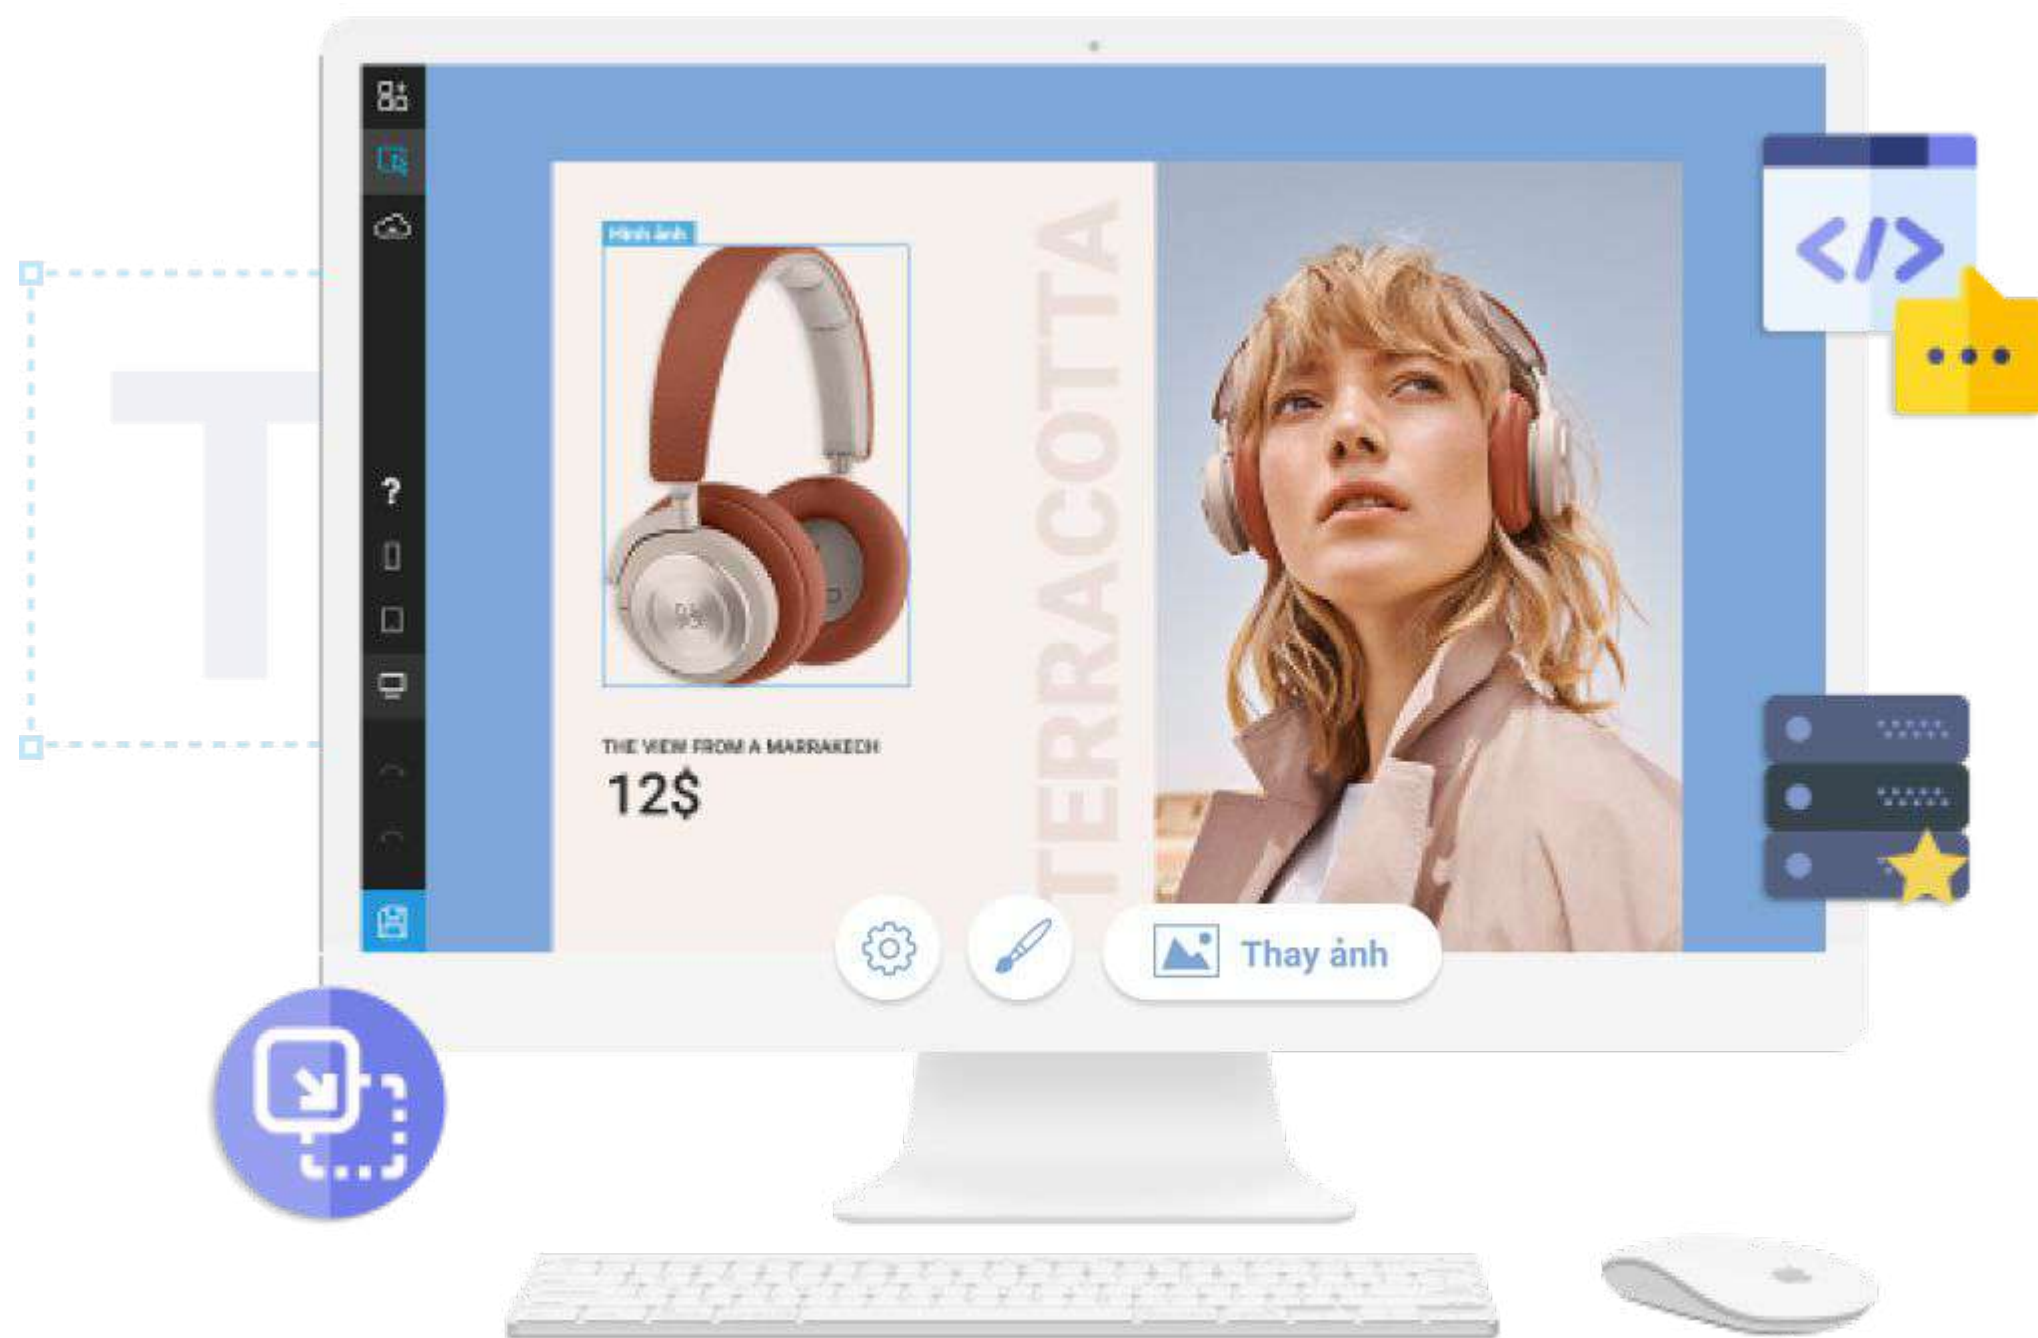 T
?
Hình ảnh
TERRACOTTA
THE VIEW FROM A MARRAKECH
12$
</>
Thay ảnh